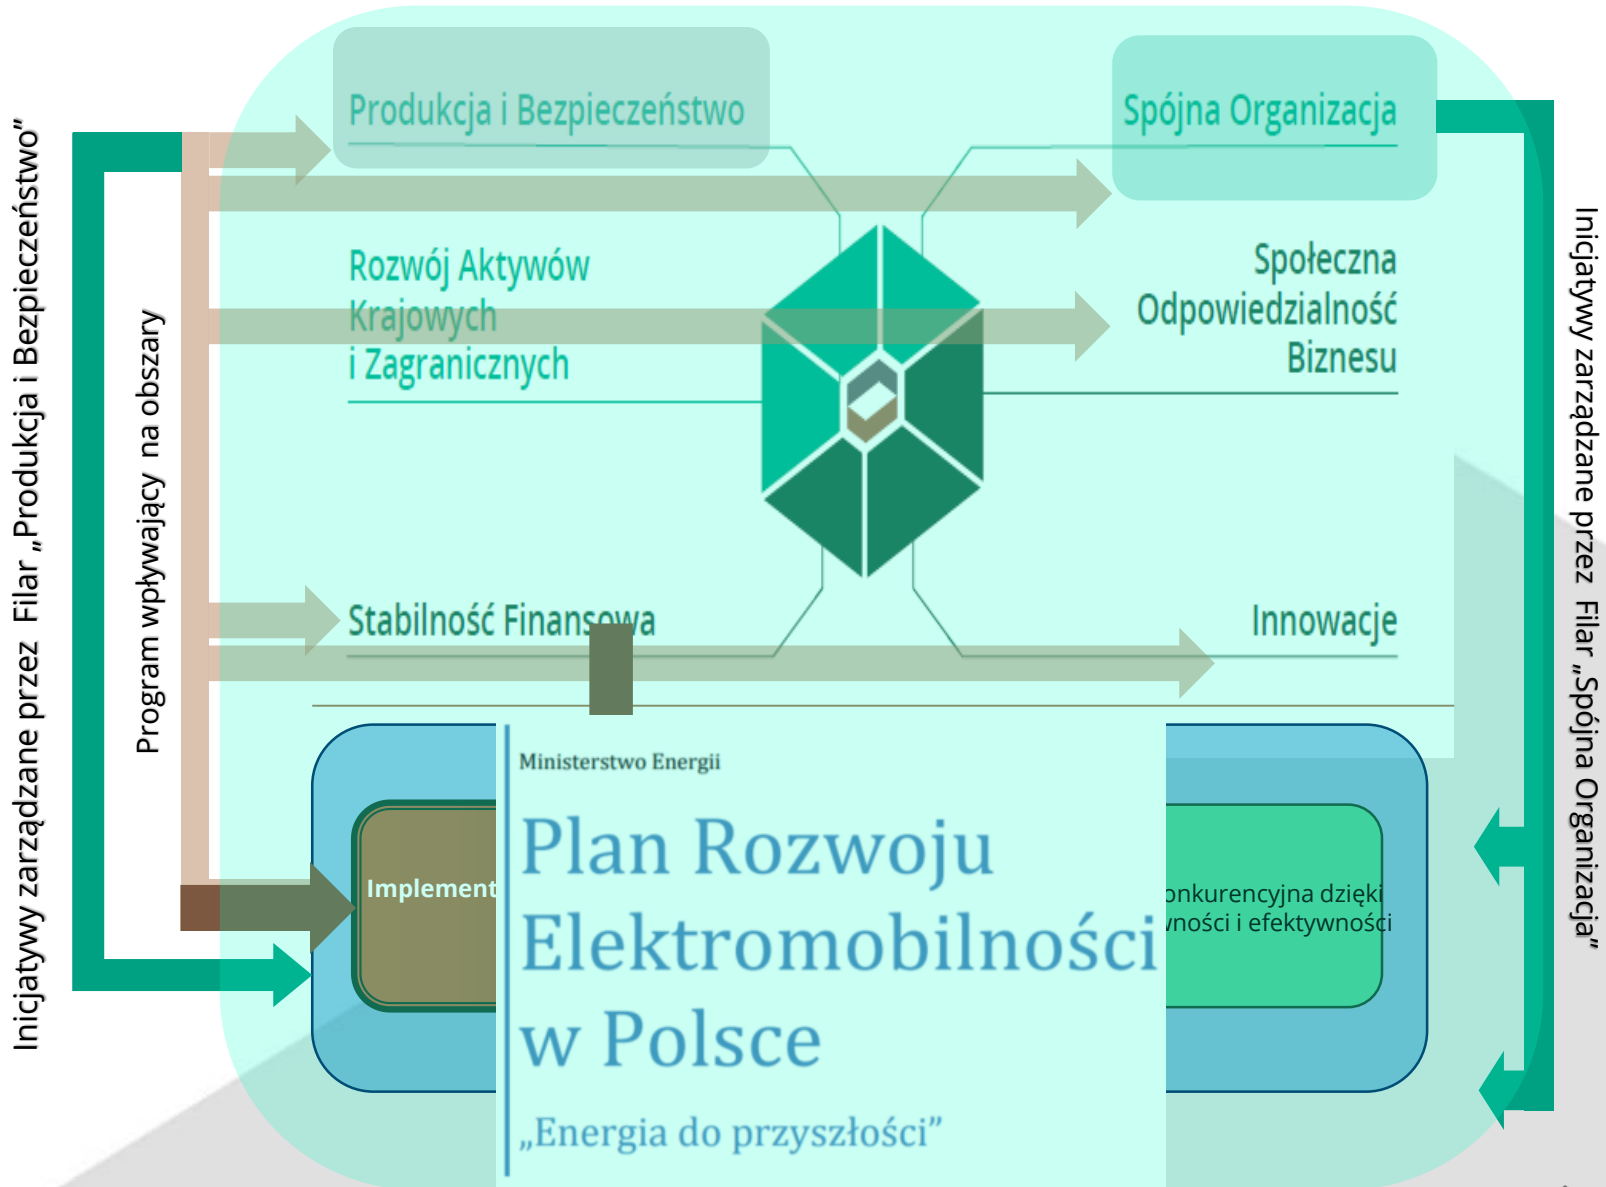 Inicjatywy zarządzane przez Filar „Produkcja i Bezpieczeństwo”
Program wpływający na obszary
Produkcja i Bezpieczeństwo
Spójna Organizacja
Rozwój Aktywów
Krajowych
i Zagranicznych
Społeczna
Odpowiedzialność
Biznesu
Stabilność Finansowa
Innowacje
Inicjatywy zarządzane przez Filar „Spójna Organizacja”
Implement
Ministerstwo Energii
Plan Rozwoju
Elektromobilności
w Polsce
„Energia do przyszłości”
onkurencyjna dzięki
wności i efektywności